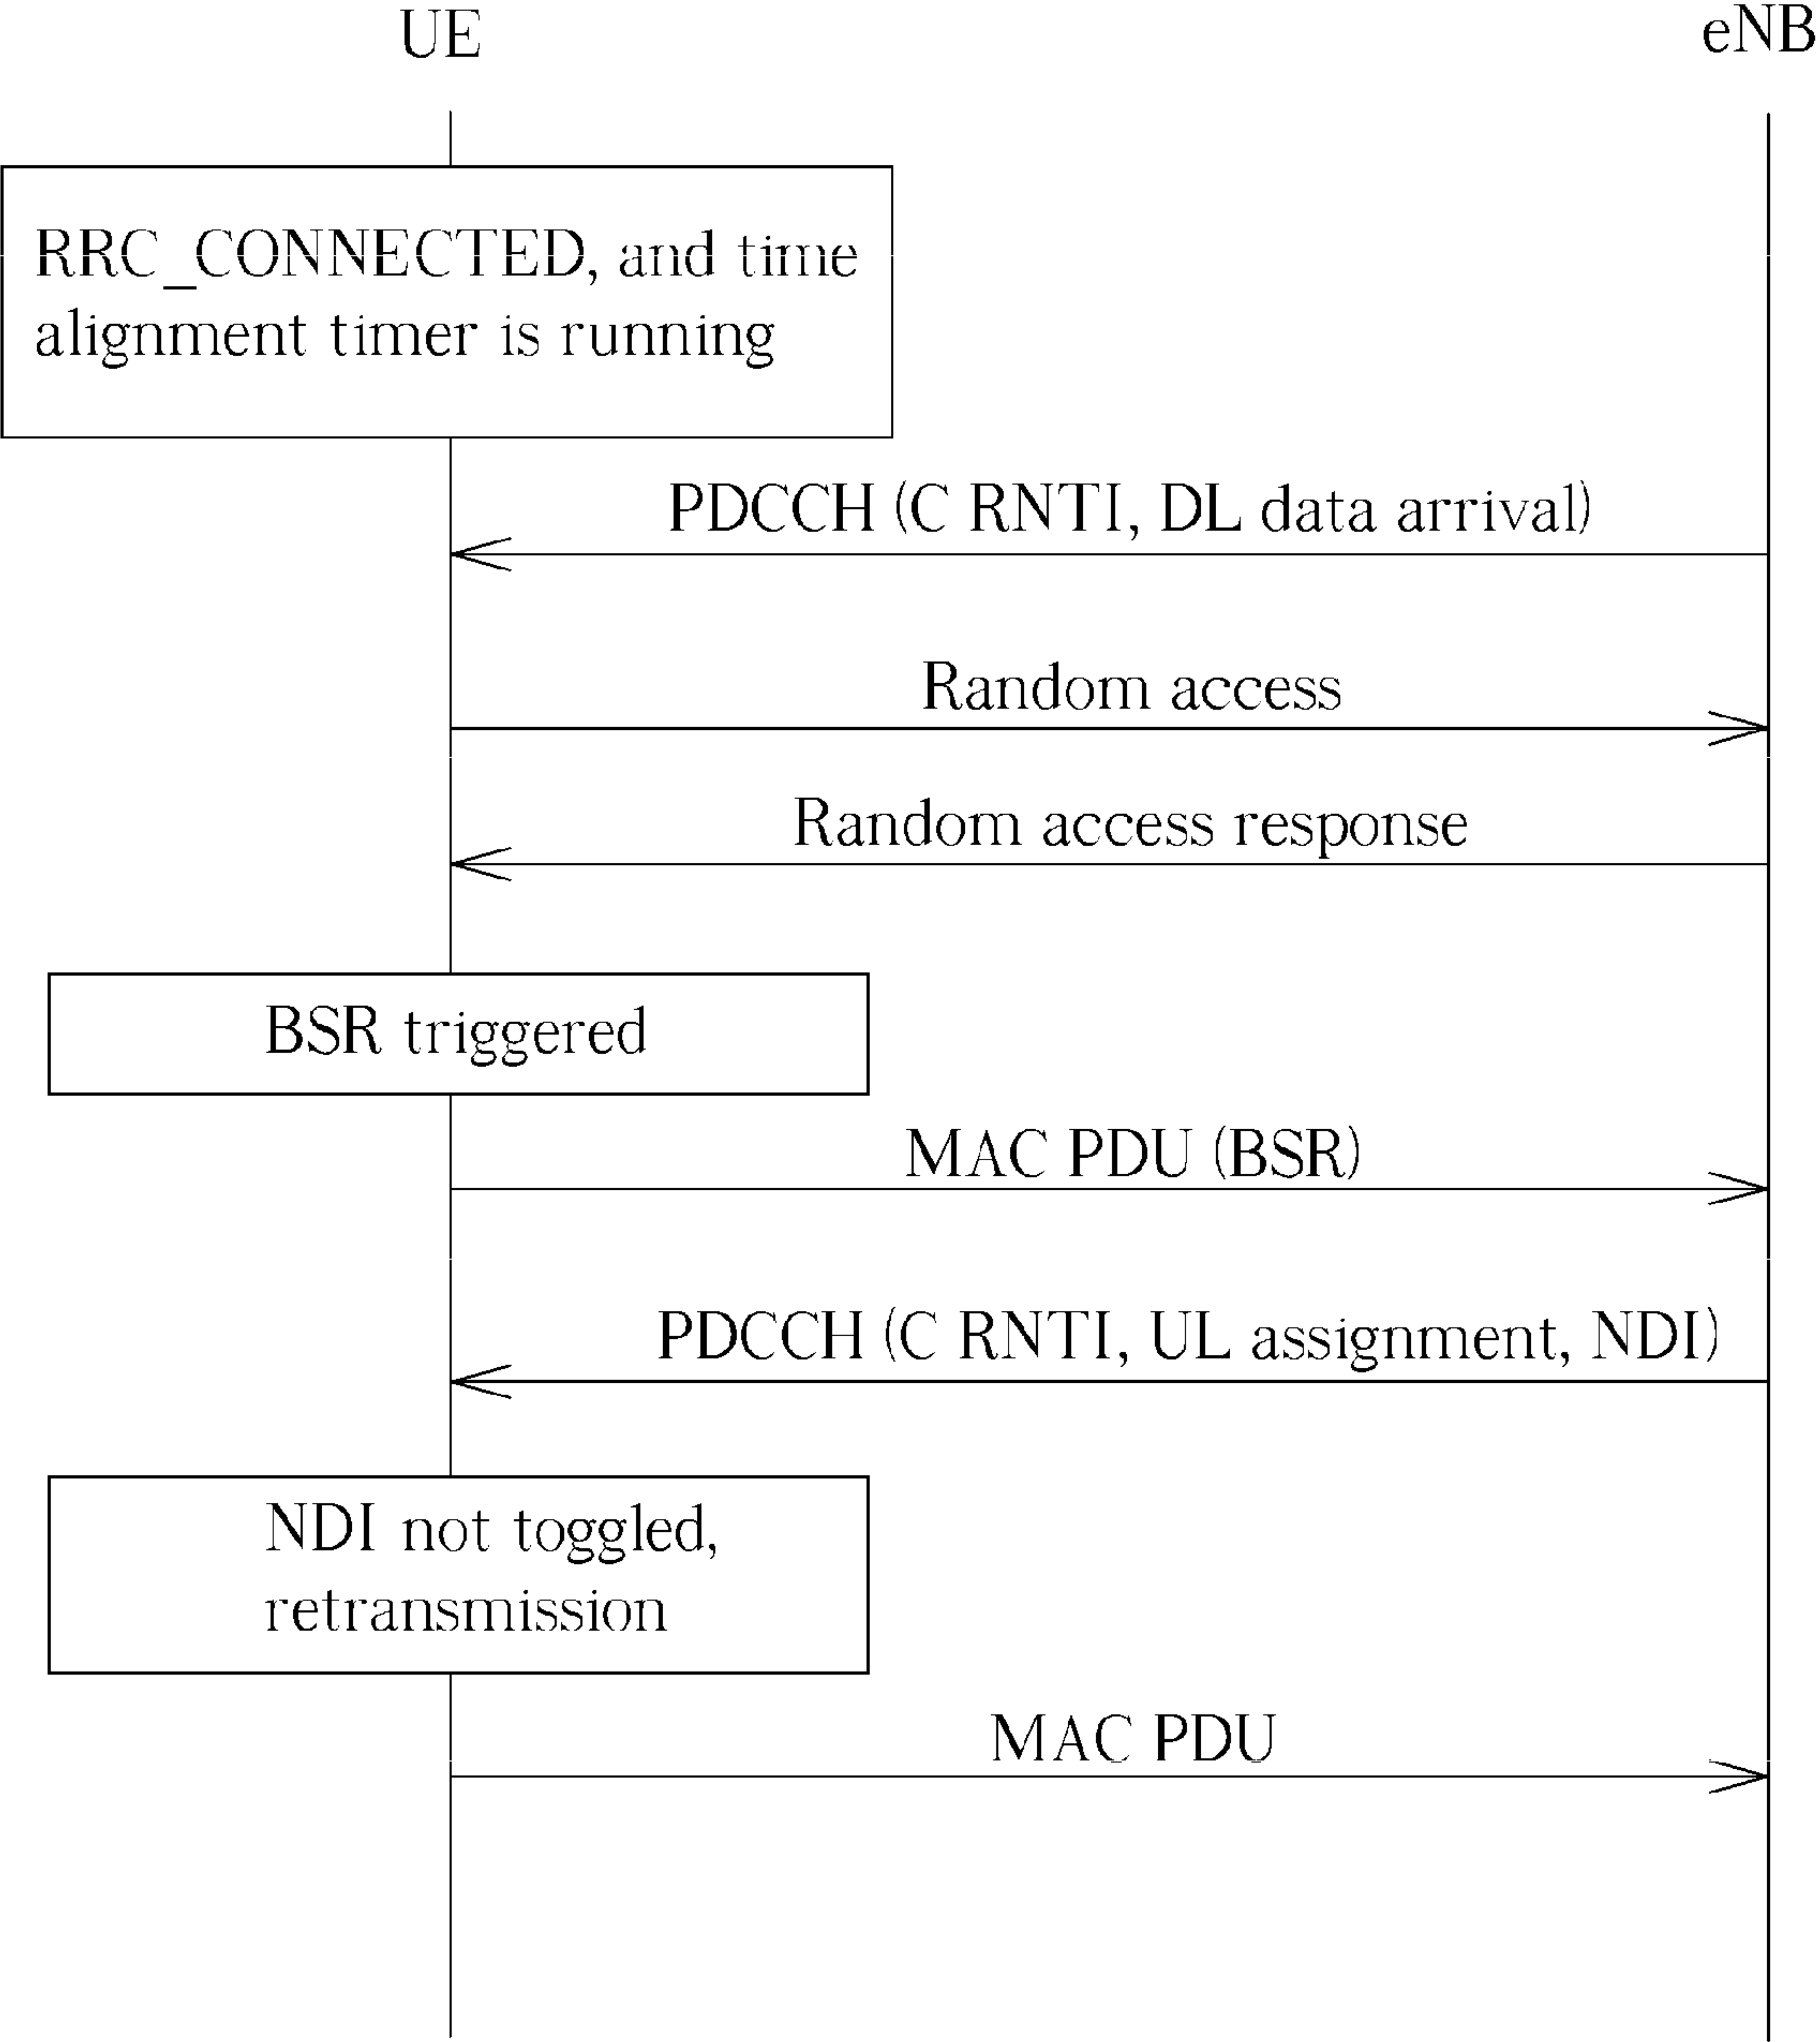 UE
eNB
RRC_CONNECTED, and time
alignment timer is running
PDCCH (C RNTI, DL data arrival)
Random access
Random access response
BSR triggered
MAC PDU (BSR)
PDCCH (C RNTI, UL assignment, NDI)
NDI not toggled,
retransmission
MAC PDU